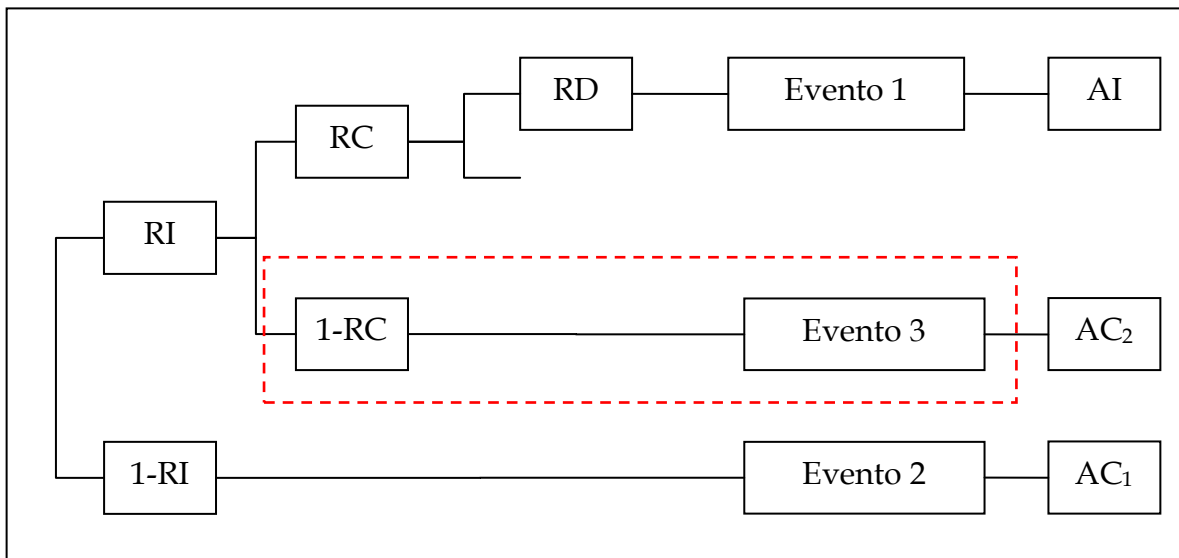 RD Evento 1 AI
RC
RI
1-RC Evento 3 AC₂
1-RI Evento 2 AC₁